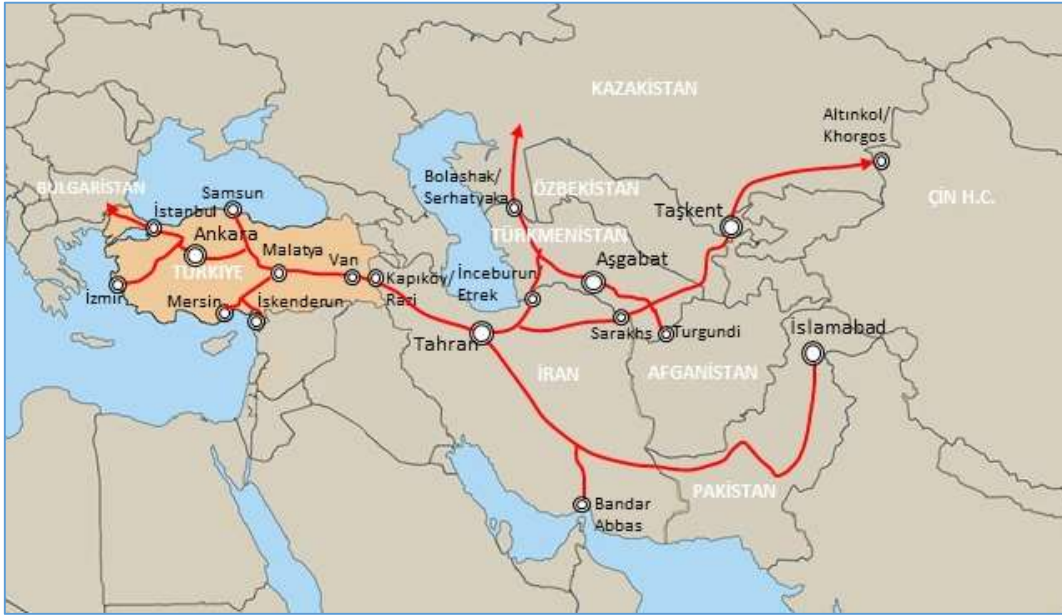 KAZAKİSTAN
Altınkol/
Khorgos
BULGARİSTAN
Samsun
Bolashak/
Serhatyaka
ÖZBEKİSTAN
ÇİN H.C.
İstanbul
Taşkent
Ankara
TÜRKMENİSTAN
Malatya
Van
TÜRKİYE
Kapıköy/
Razi
İnceburun/
Etrek
Aşgabat
İzmir
Mersin
İskenderun
Tahran
Sarakhs
Turgundi
İslamabad
İRAN
AFGANİSTAN
PAKİSTAN
Bandar
Abbas